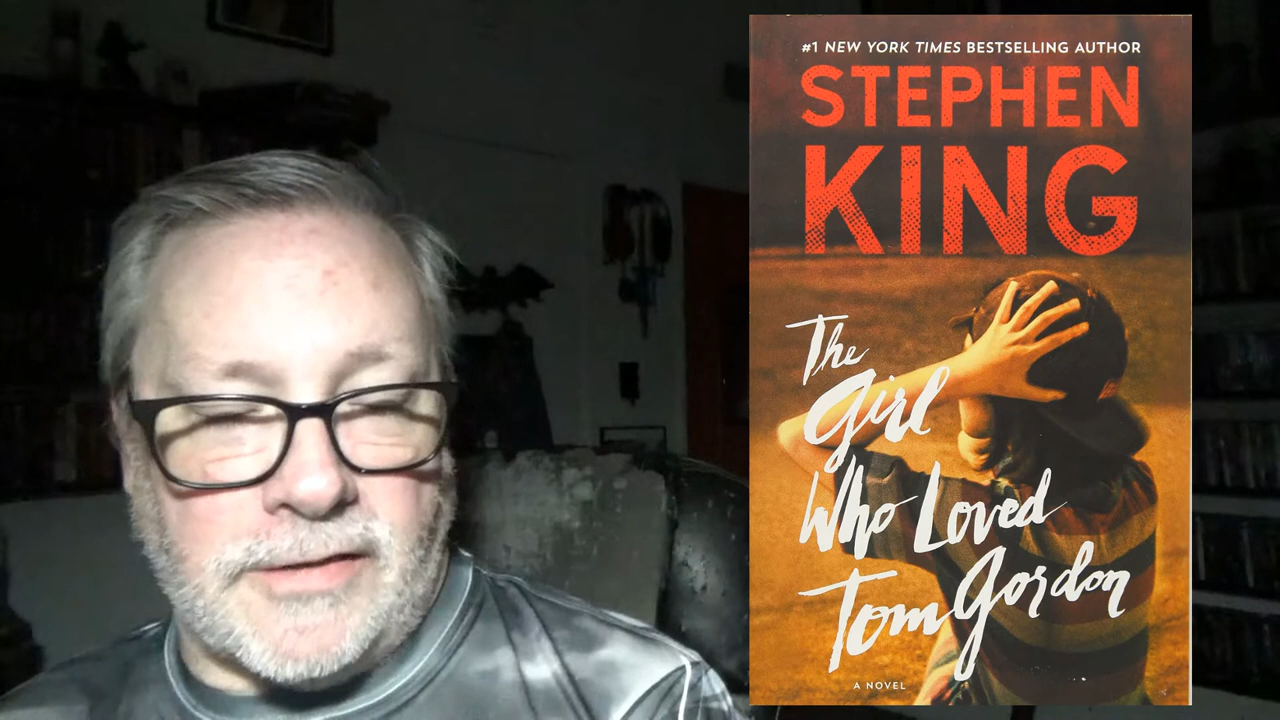 #1 NEW YORK TIMES BESTSELLING AUTHOR
STEPHEN
KING
The
Girl
Who Loved
Tom Gordon
A NOVEL